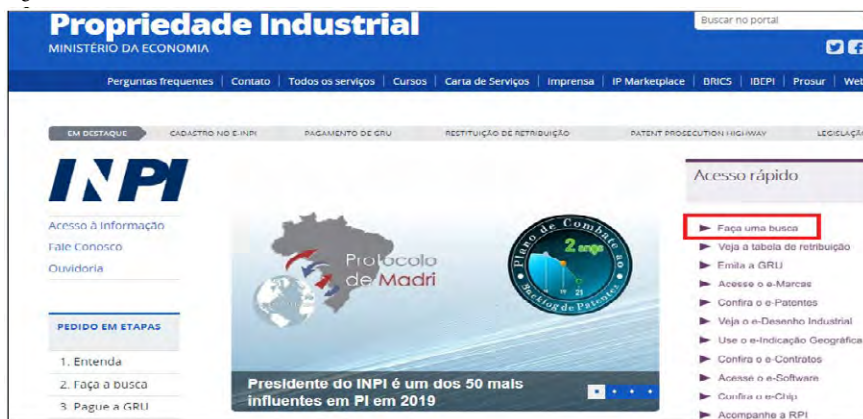 Propriedade Industrial
MINISTÉRIO DA ECONOMIA
Buscar no portal
Perguntas frequentes | Contato | Todos os serviços | Cursos | Carta de Serviços | Imprensa | IP Marketplace | BRICS | IBEPI | Prosur | Web
EM DESTAQUE CADASTRO NO E-INPI PAGAMENTO DE GRU RESTITUIÇÃO DE RETRIBUIÇÃO PATENT PROSECUTION HIGHWAY LEGISLAÇÃ
INPI
Acesso à Informação
Fale Conosco
Ouvidoria
PEDIDO EM ETAPAS
1. Entenda
2. Faça a busca
3. Pague a GRU
Protocolo
de Madri
Plano de Combate ao
2 anos
19 21
Backlog de Patentes
Presidente do INPI é um dos 50 mais
influentes em PI em 2019
Acesso rápido
Faça uma busca
Veja a tabela de retribuição
Emita a GRU
Acesse o e-Marcas
Confira o e-Patentes
Veja o e-Desenho Industrial
Use o e-Indicação Geográfica
Confira o e-Contratos
Acesse o e-Software
Confira o e-Chip
Acompanhe a RPI